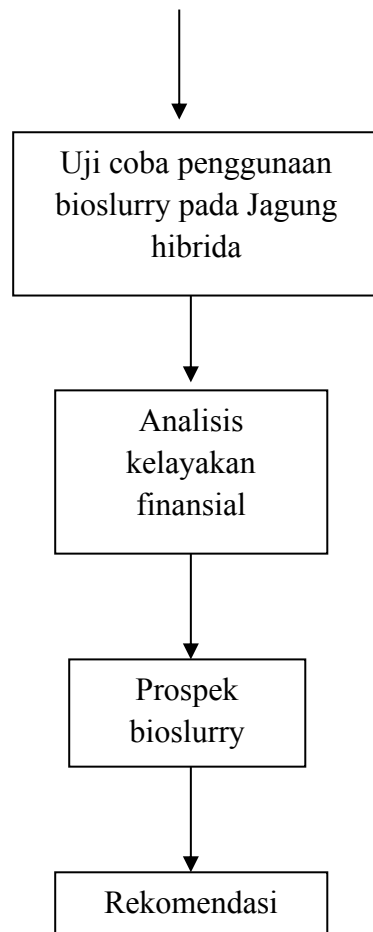 Uji coba penggunaan
bioslurry pada Jagung
hibrida
Analisis
kelayakan
finansial
Prospek
bioslurry
Rekomendasi